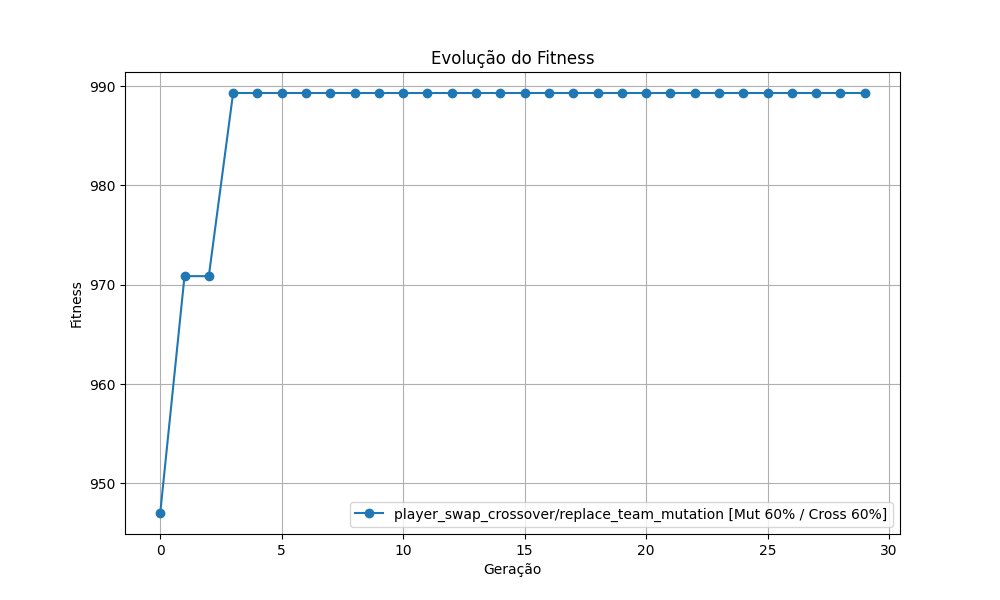 Evolução do Fitness
990
980
970
960
950
Fitness
0 5 10 15 20 25 30
Geração
player_swap_crossover/replace_team_mutation [Mut 60% / Cross 60%]